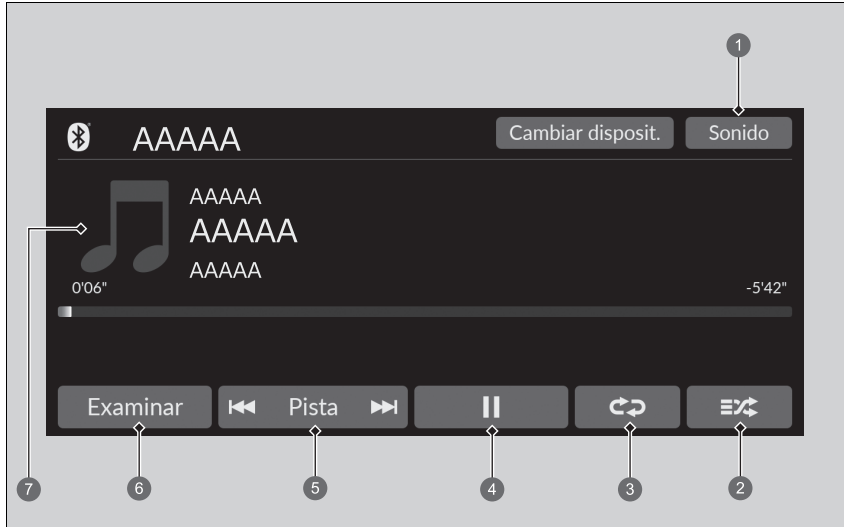 1
AAAAA
Cambiar disposit.
Sonido
AAAAA
AAAAA
AAAAA
7
0'06"
-5'42"
Examinar
Pista
6
5
4
3
2